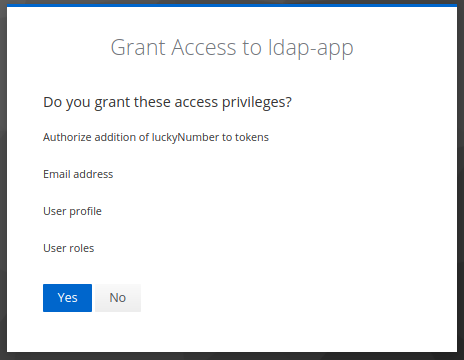 Grant Access to ldap-app
Do you grant these access privileges?
Authorize addition of luckyNumber to tokens
Email address
User profile
User roles
Yes No